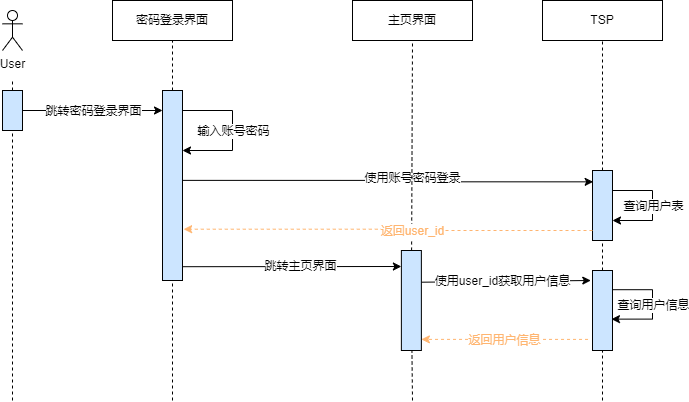 密码登录界面
主页界面
TSP
User
跳转密码登录界面
输入账号密码
使用账号密码登录
查询用户表
返回user_id
跳转主页界面
使用user_id获取用户信息
查询用户信息
返回用户信息